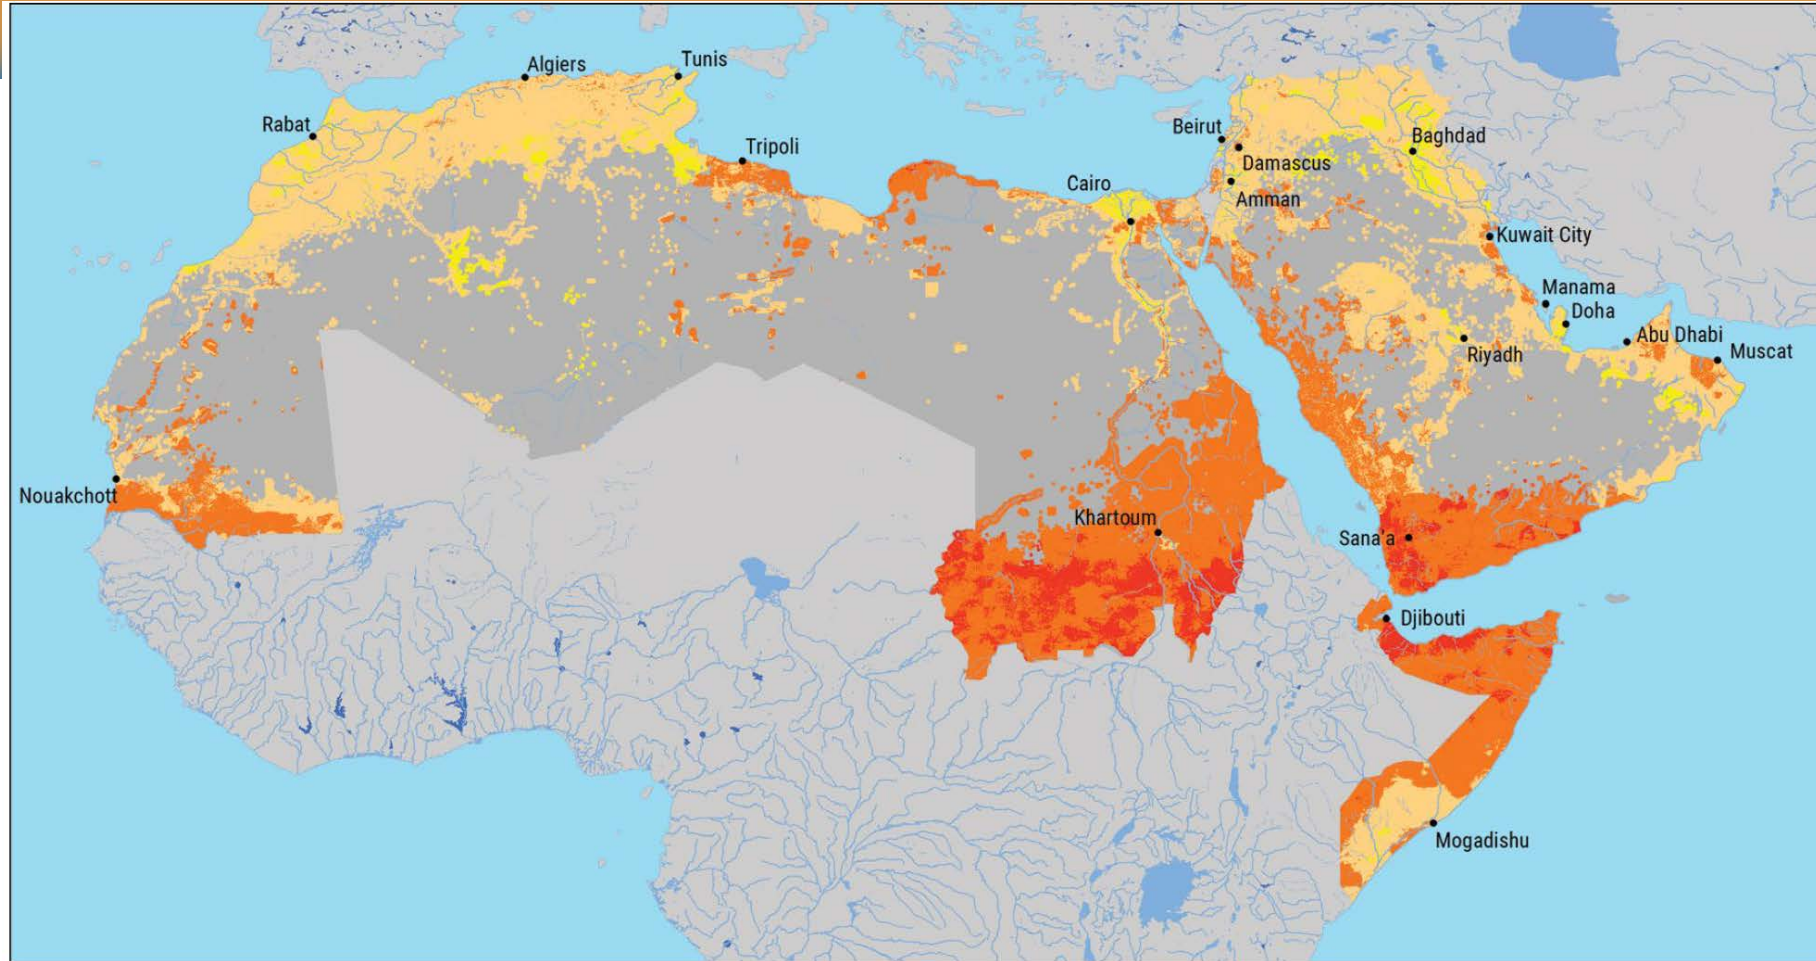 Algiers
Tunis
Rabat
Tripoli
Beirut
Baghdad
Damascus
Cairo
Amman
Kuwait City
Manama
Doha
Abu Dhabi
Muscat
Riyadh
Nouakchott
Khartoum
Sana'a
Djibouti
Mogadishu